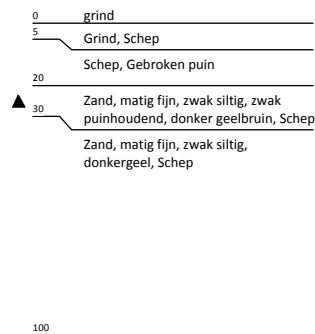 0 grind
5
Grind, Schep
Schep, Gebroken puin
20
Zand, matig fijn, zwak siltig, zwak
30 puinhoudend, donker geelbruin, Schep
Zand, matig fijn, zwak siltig,
donkergeel, Schep
100